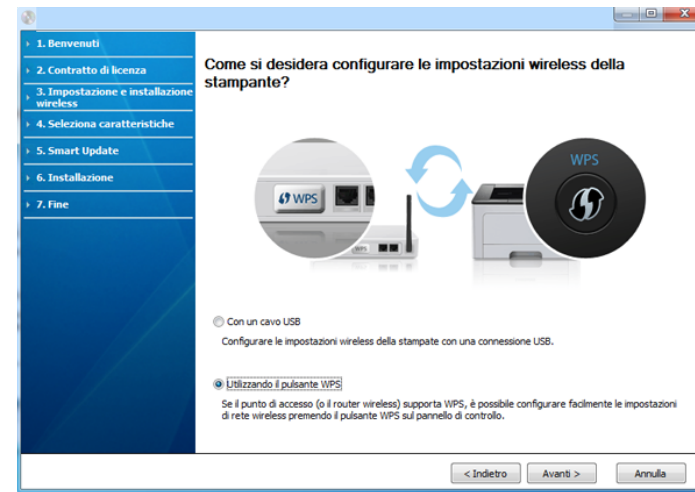 1. Benvenuti
2. Contratto di licenza
3. Impostazione e installazione
wireless
4. Seleziona caratteristiche
5. Smart Update
6. Installazione
7. Fine
Come si desidera configurare le impostazioni wireless della
stampante?
WPS
WPS
WPS
Con un cavo USB
Configurare le impostazioni wireless della stampate con una connessione USB.
Utilizzando il pulsante WPS
Se il punto di accesso (o il router wireless) supporta WPS, è possibile configurare facilmente le impostazioni
di rete wireless premendo il pulsante WPS sul pannello di controllo.
< Indietro
Avanti >
Annulla